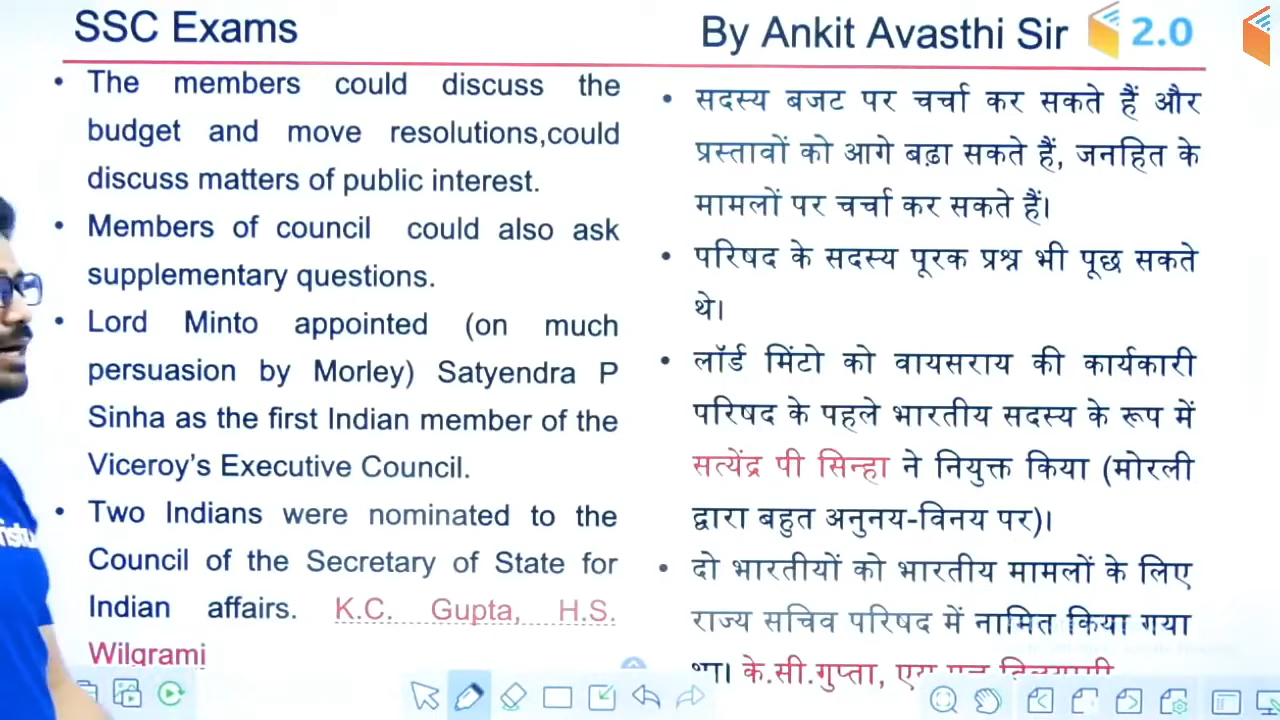 SSC Exams
By Ankit Avasthi Sir 2.0
• The members could discuss the
budget and move resolutions,could
discuss matters of public interest.
• Members of council could also ask
supplementary questions.
• Lord Minto appointed (on much
persuasion by Morley) Satyendra P
Sinha as the first Indian member of the
Viceroy's Executive Council.
• Two Indians were nominated to the
Council of the Secretary of State for
Indian affairs. K.C. Gupta, H.S.
Wilgrami
• सदस्य बजट पर चर्चा कर सकते हैं और
प्रस्तावों को आगे बढ़ा सकते हैं, जनहित के
मामलों पर चर्चा कर सकते हैं।
• परिषद के सदस्य पूरक प्रश्न भी पूछ सकते
थे।
• लॉर्ड मिंटो को वायसराय की कार्यकारी
परिषद के पहले भारतीय सदस्य के रूप में
सत्येंद्र पी सिन्हा ने नियुक्त किया (मोरली
द्वारा बहुत अनुनय-विनय पर)।
• दो भारतीयों को भारतीय मामलों के लिए
राज्य सचिव परिषद में नामित किया गया
था। के.सी.गुप्ता,